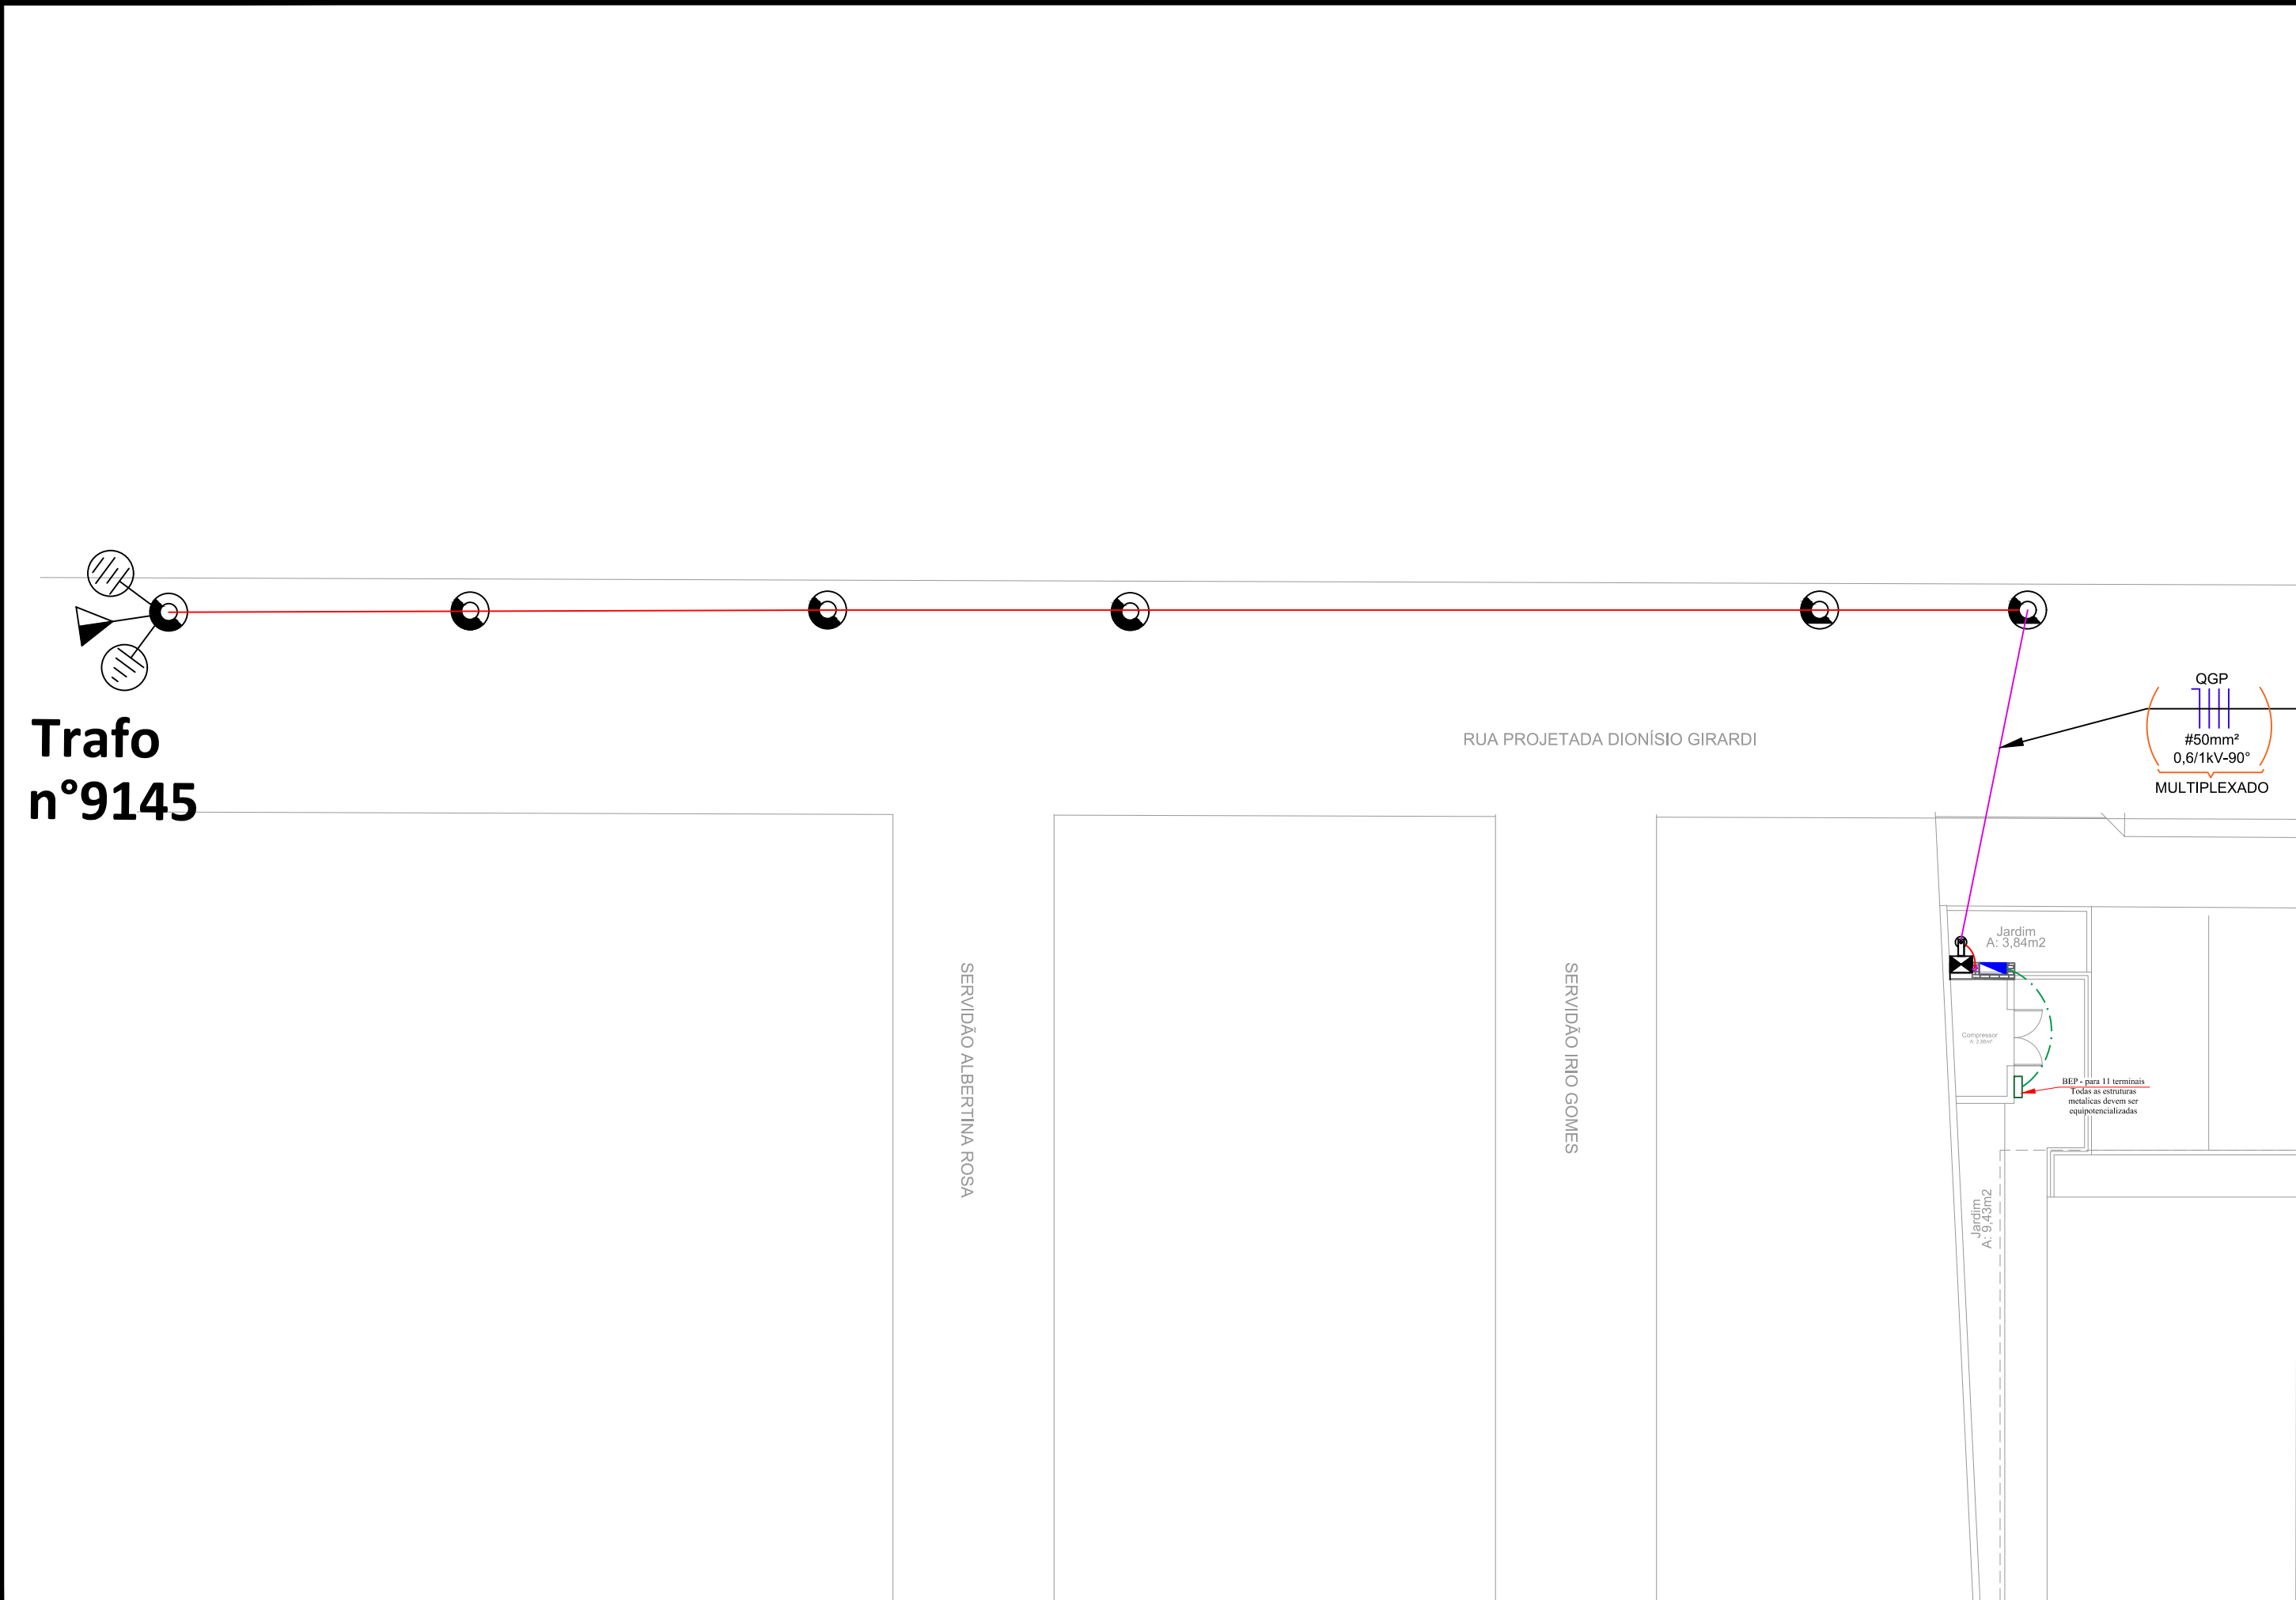 Trafo
n°9145
RUA PROJETADA DIONÍSIO GIRARDI
QGP
#50mm²
0,6/1kV-90°
MULTIPLEXADO
SERVIDÃO ALBERTINA ROSA
SERVIDÃO IRIO GOMES
Jardim
A: 3,84m2
Compressor
BEP - para 11 terminais
Todas as estruturas
metalicas devem ser
equipotencializadas
Jardim
A: 9,43m2